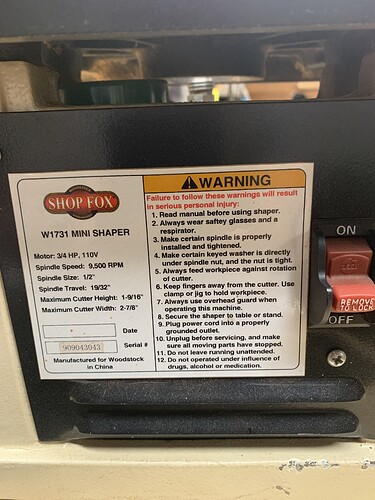 SHOP FOX
W1731 MINI SHAPER
Motor: 3/4 HP, 110V
Spindle Speed: 9,500 RPM
Spindle Size: 1/2"
Spindle Travel: 19/32"
Maximum Cutter Height: 1-9/16"
Maximum Cutter Width: 2-7/8"
Date
909043043 Serial #
Manufactured for Woodstock
in China
WARNING
Failure to follow these warnings will result
in serious personal injury:
1. Read manual before using shaper.
2. Always wear saftey glasses and a
respirator.
3. Make certain spindle is properly
installed and tightened.
4. Make certain keyed washer is directly
under spindle nut, and the nut is tight.
5. Always feed workpiece against rotation
of cutter.
6. Keep fingers away from the cutter. Use
clamp or jig to hold workpiece.
7. Always use overhead guard when
operating this machine.
8. Secure the shaper to table or stand.
9. Plug power cord into a properly
grounded outlet.
10. Unplug before servicing, and make
sure all moving parts have stopped.
11. Do not leave running unattended.
12. Do not operated under influence of
drugs, alcohol or medication.
ON
REMOVE
TO LOCK
OFF